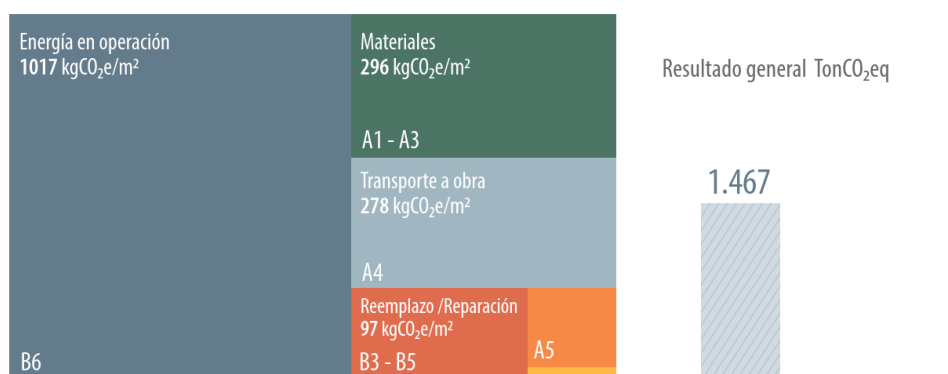 Energía en operación
1017 kgCO₂e/m²
B6
Materiales
296 kgCO₂e/m²
A1 - A3
Transporte a obra
278 kgCO₂e/m²
A4
Reemplazo /Reparación
97 kgCO₂e/m²
B3 - B5
A5
Resultado general TonCO₂eq
1.467